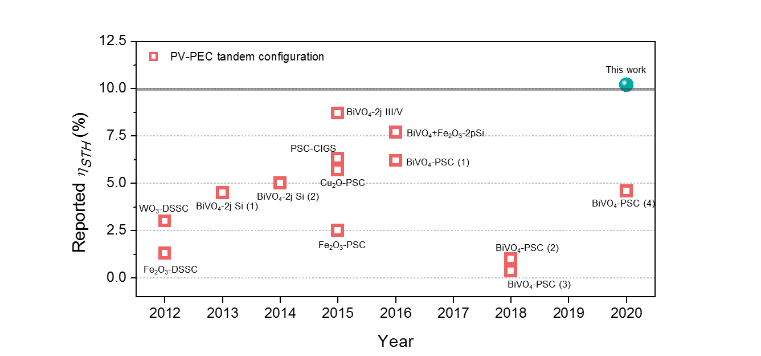 12.5
10.0
7.5
5.0
2.5
0.0
Reported η_STH (%)
PV-PEC tandem configuration
This work
BiVO₄-2j III/V
BiVO₄+Fe₂O₃-2pSi
PSC-CIGS
BiVO₄-PSC (1)
Cu₂O-PSC
BiVO₄-2j Si (2)
BiVO₄-2j Si (1)
BiVO₄-PSC (4)
WO₃-DSSC
Fe₂O₃-PSC
BiVO₄-PSC (2)
Fe₂O₃-DSSC
BiVO₄-PSC (3)
2012 2013 2014 2015 2016 2017 2018 2019 2020
Year